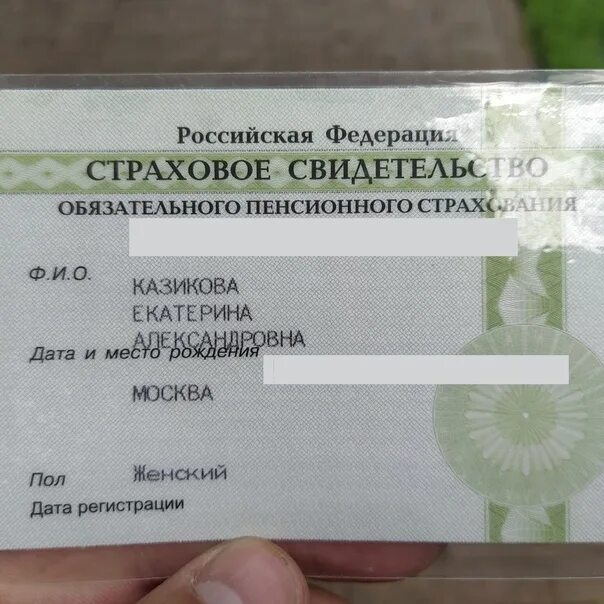 Российская Федерация
СТРАХОВОЕ СВИДЕТЕЛЬСТВО
ОБЯЗАТЕЛЬНОГО ПЕНСИОННОГО СТРАХОВАНИЯ
Ф.И.О.
КАЗИКОВА
ЕКАТЕРИНА
АЛЕКСАНДРОВНА
Дата и место рождения
МОСКВА
Пол Женский
Дата регистрации